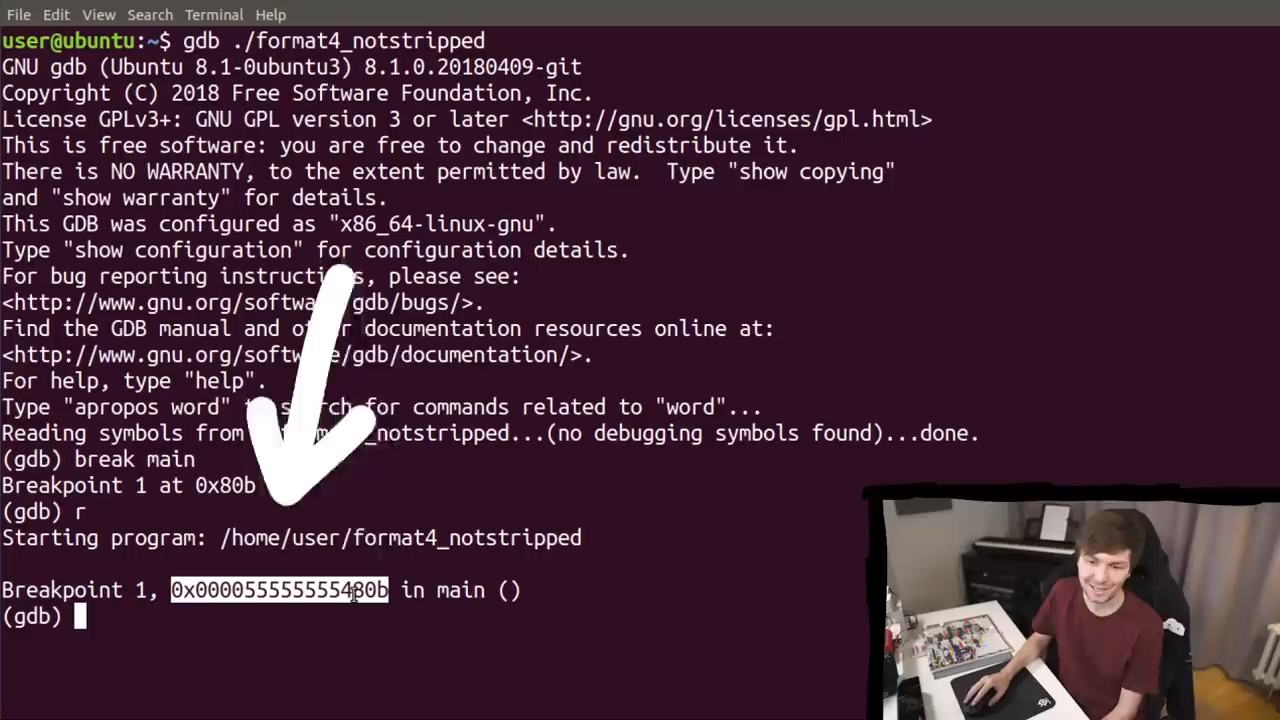 File Edit View Search Terminal Help
user@ubuntu:~$ gdb ./format4_notstripped
GNU gdb (Ubuntu 8.1-0ubuntu3) 8.1.0.20180409-git
Copyright (C) 2018 Free Software Foundation, Inc.
License GPLv3+: GNU GPL version 3 or later <http://gnu.org/licenses/gpl.html>
This is free software: you are free to change and redistribute it.
There is NO WARRANTY, to the extent permitted by law.  Type "show copying"
and "show warranty" for details.
This GDB was configured as "x86_64-linux-gnu".
Type "show configuration" for configuration details.
For bug reporting instructions, please see:
<http://www.gnu.org/software/gdb/bugs/>.
Find the GDB manual and other documentation resources online at:
<http://www.gnu.org/software/gdb/documentation/>.
For help, type "help".
Type "apropos word" to search for commands related to "word"...
Reading symbols from ./format4_notstripped...(no debugging symbols found)...done.
(gdb) break main
Breakpoint 1 at 0x80b
(gdb) r
Starting program: /home/user/format4_notstripped
Breakpoint 1, 0x000055555555480b in main ()
(gdb)